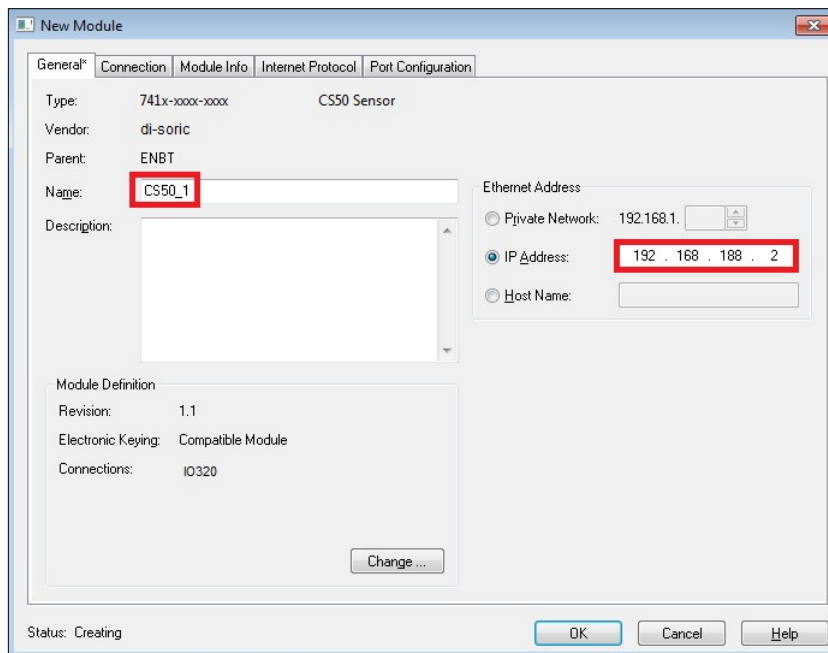 New Module
General* Connection Module Info Internet Protocol Port Configuration
Type: 741x-xxxx-xxxx CS50 Sensor
Vendor: di-soric
Parent: ENBT
Name: CS50_1
Description:
Ethernet Address
Private Network: 192.168.1.
IP Address: 192 . 168 . 188 . 2
Host Name:
Module Definition
Revision: 1.1
Electronic Keying: Compatible Module
Connections: IO320
Change ...
Status: Creating
OK Cancel Help